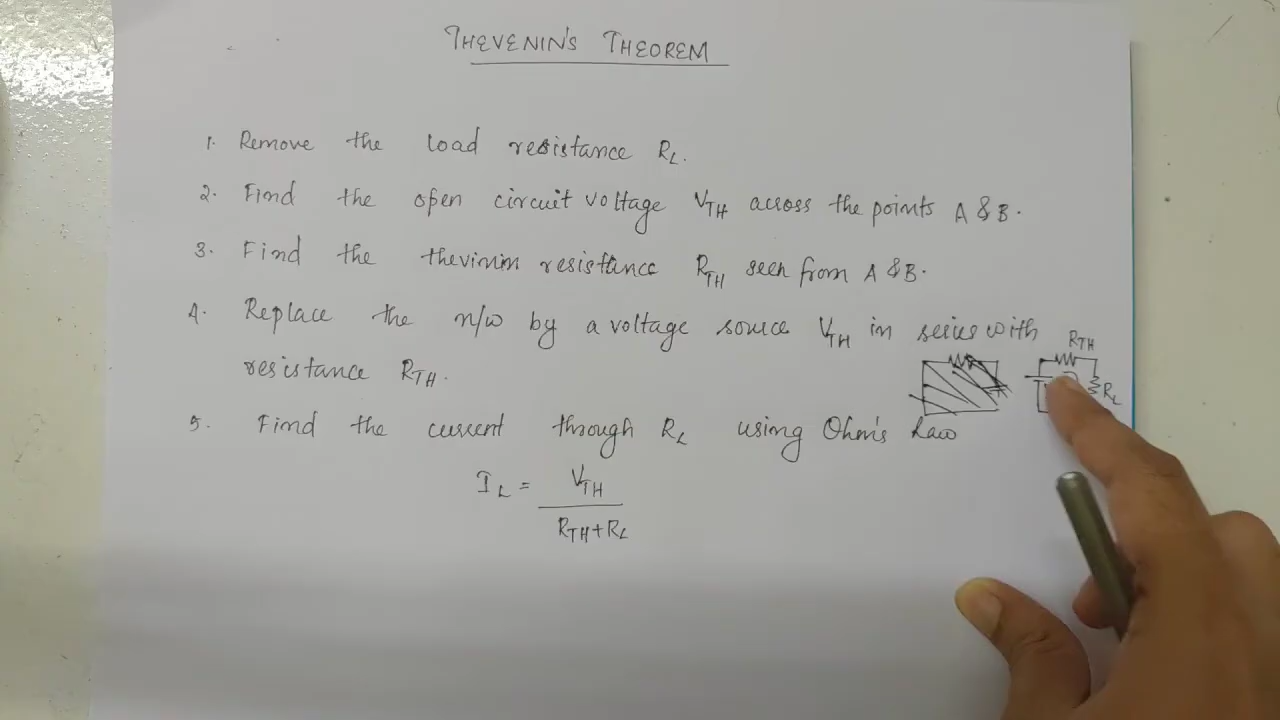 THEVENIN'S THEOREM
1. Remove the load resistance RL.
2. Find the open circuit voltage VTH across the points A & B.
3. Find the thevinin resistance RTH seen from A & B.
4. Replace the n/w by a voltage source VTH in series with
resistance RTH.
RTH
RL
5. Find the current through RL using Ohm's Law
IL = VTH
RTH+RL